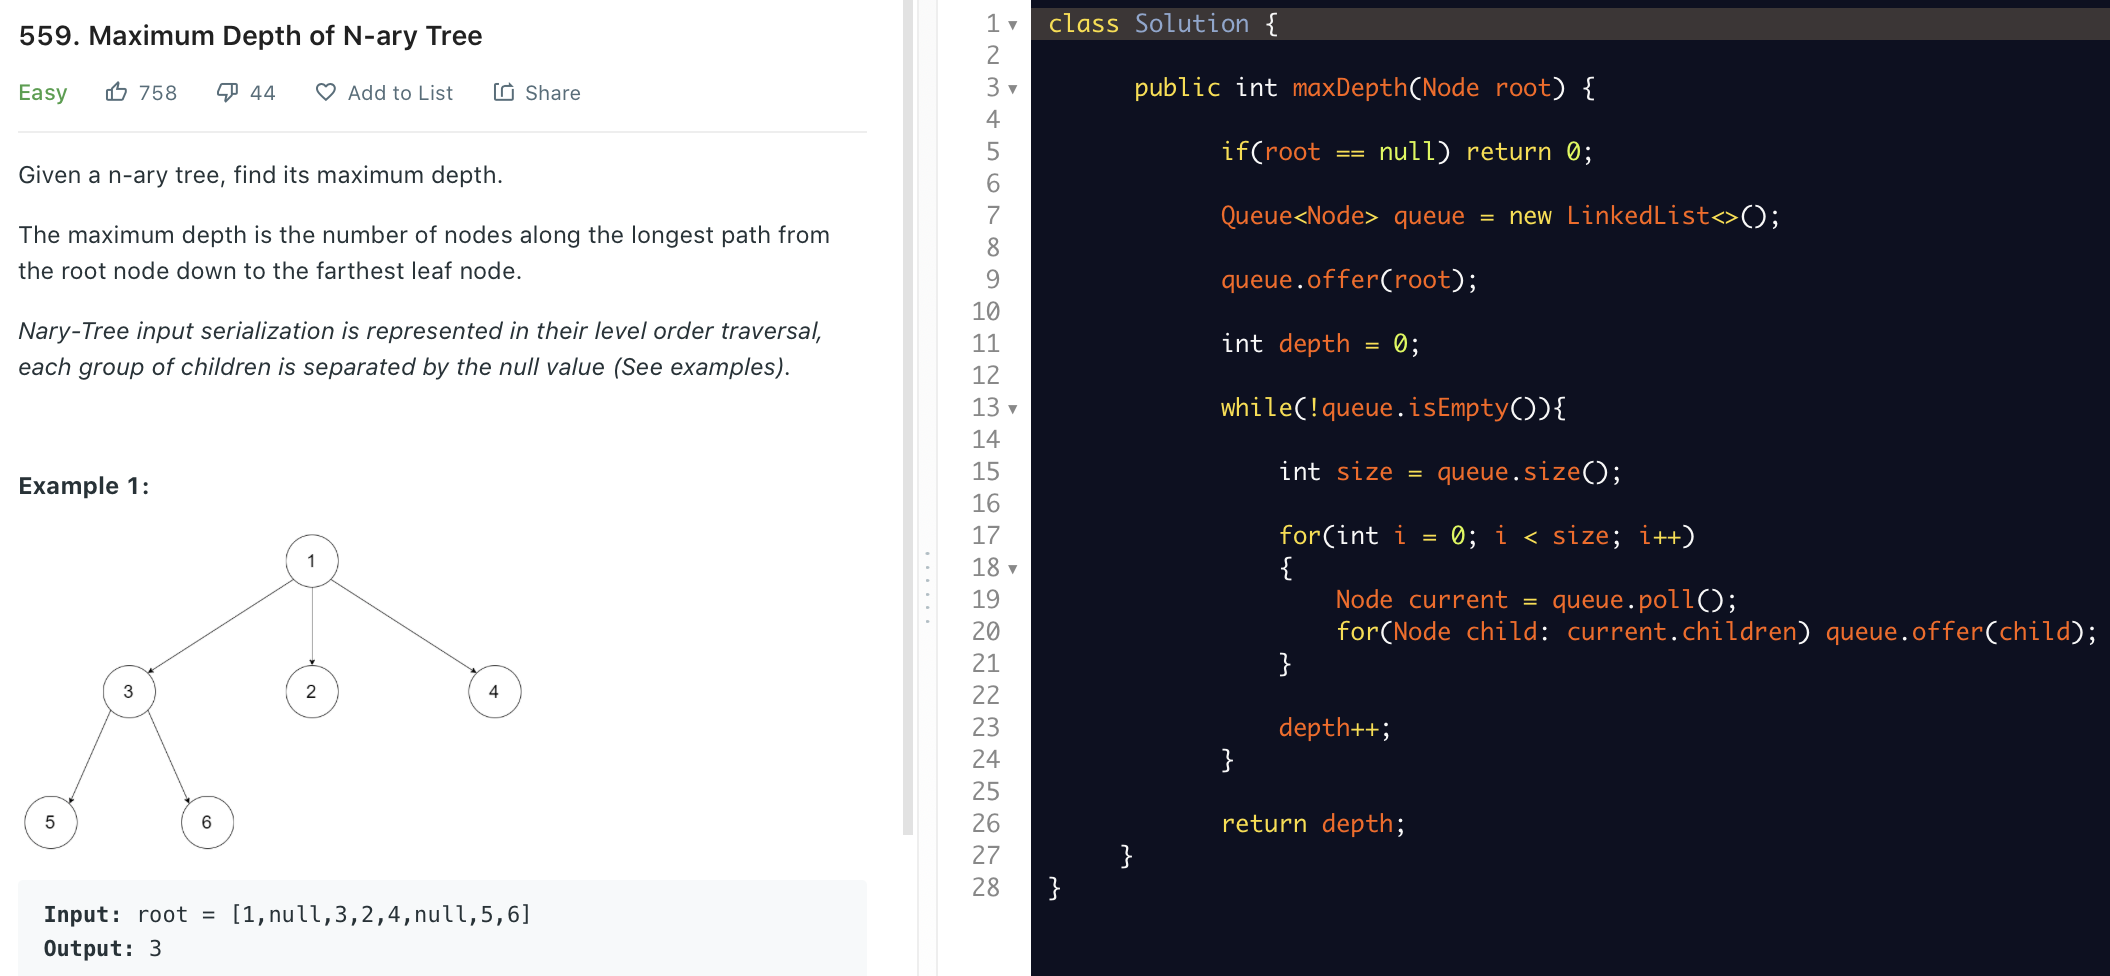 559. Maximum Depth of N-ary Tree
Easy 758 44 Add to List Share
Given a n-ary tree, find its maximum depth.
The maximum depth is the number of nodes along the longest path from
the root node down to the farthest leaf node.
Nary-Tree input serialization is represented in their level order traversal,
each group of children is separated by the null value (See examples).
Example 1:
1
3 2 4
5 6
Input: root = [1,null,3,2,4,null,5,6]
Output: 3
1 class Solution {
2
3 public int maxDepth(Node root) {
4
5 if(root == null) return 0;
6
7 Queue<Node> queue = new LinkedList<>();
8
9 queue.offer(root);
10
11 int depth = 0;
12
13 while(!queue.isEmpty()){
14
15 int size = queue.size();
16
17 for(int i = 0; i < size; i++)
18 {
19 Node current = queue.poll();
20 for(Node child: current.children) queue.offer(child);
21 }
22
23 depth++;
24 }
25
26 return depth;
27 }
28 }